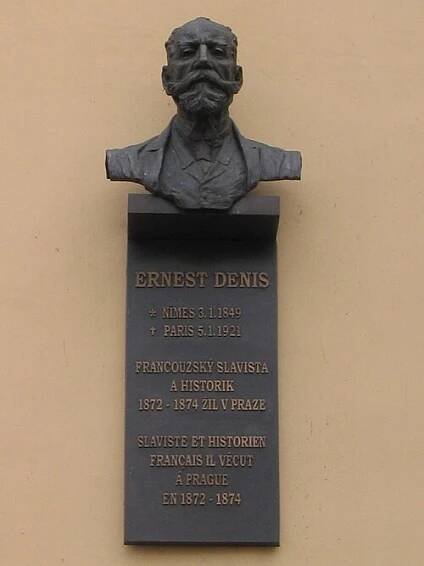 ERNEST DENIS
* NÎMES 3.1.1849
† PARIS 5.1.1921
FRANCOUZSKÝ SLAVISTA
A HISTORIK
1872 - 1874 ŽIL V PRAZE
SLAVISTE ET HISTORIEN
FRANÇAIS IL VÉCUT
À PRAGUE
EN 1872 - 1874